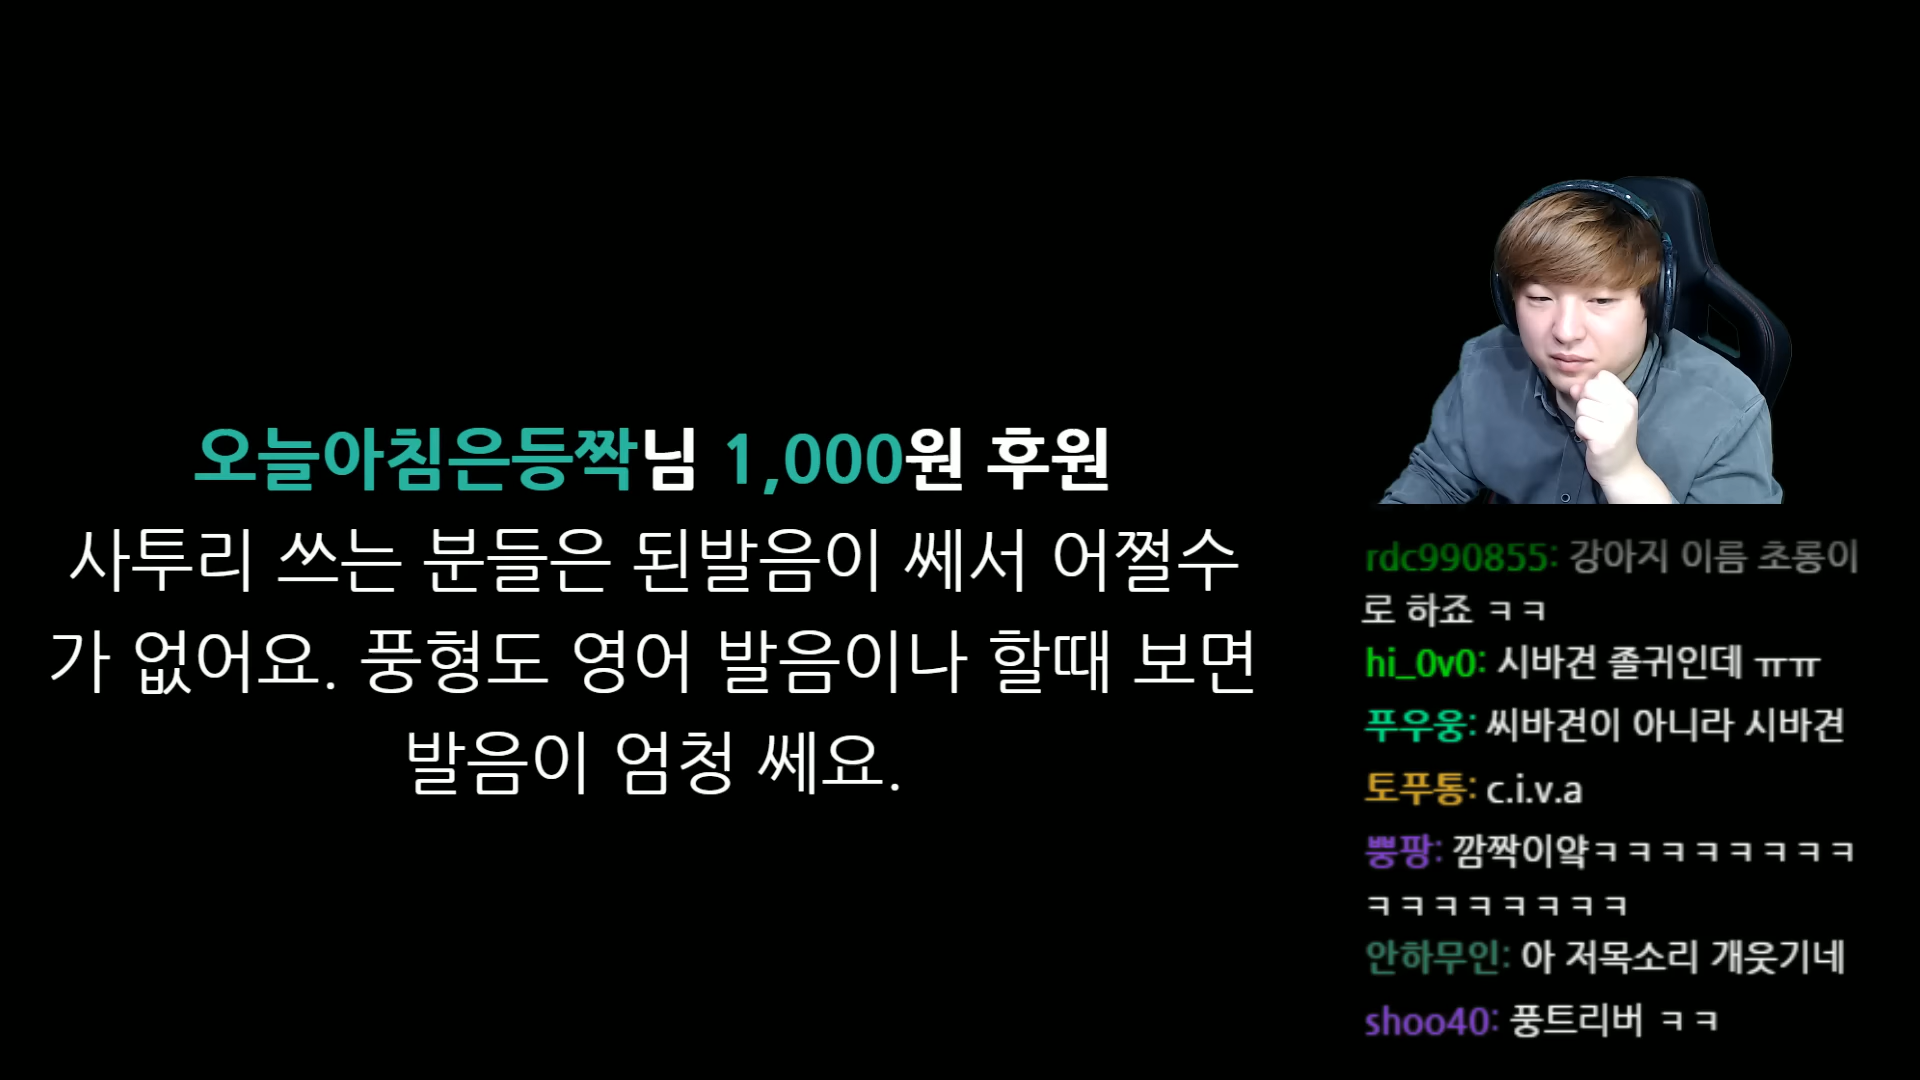 오늘아침은등짝님 1,000원 후원
사투리 쓰는 분들은 된발음이 쎄서 어쩔수
가 없어요. 풍형도 영어 발음이나 할때 보면
발음이 엄청 쎄요.
rdc990855: 강아지 이름 초롱이
로 하죠 ㅋㅋ
hi_0v0: 시바견 졸귀인데 ㅠㅠ
푸우웅: 씨바견이 아니라 시바견
토푸통: c.i.v.a
뿡팡: 깜짝이얔ㅋㅋㅋㅋㅋㅋㅋㅋ
ㅋㅋㅋㅋㅋㅋㅋㅋ
안하무인: 아 저목소리 개웃기네
shoo40: 풍트리버 ㅋㅋ